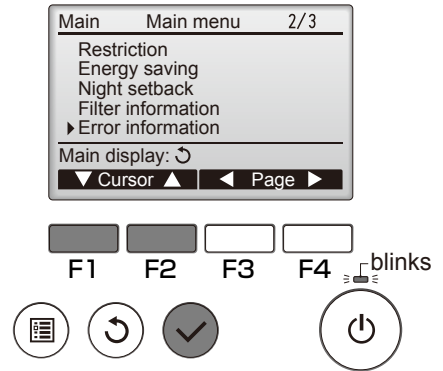 Main Main menu 2/3
Restriction
Energy saving
Night setback
Filter information
Error information
Main display:
Cursor Page
F1 F2 F3 F4
blinks